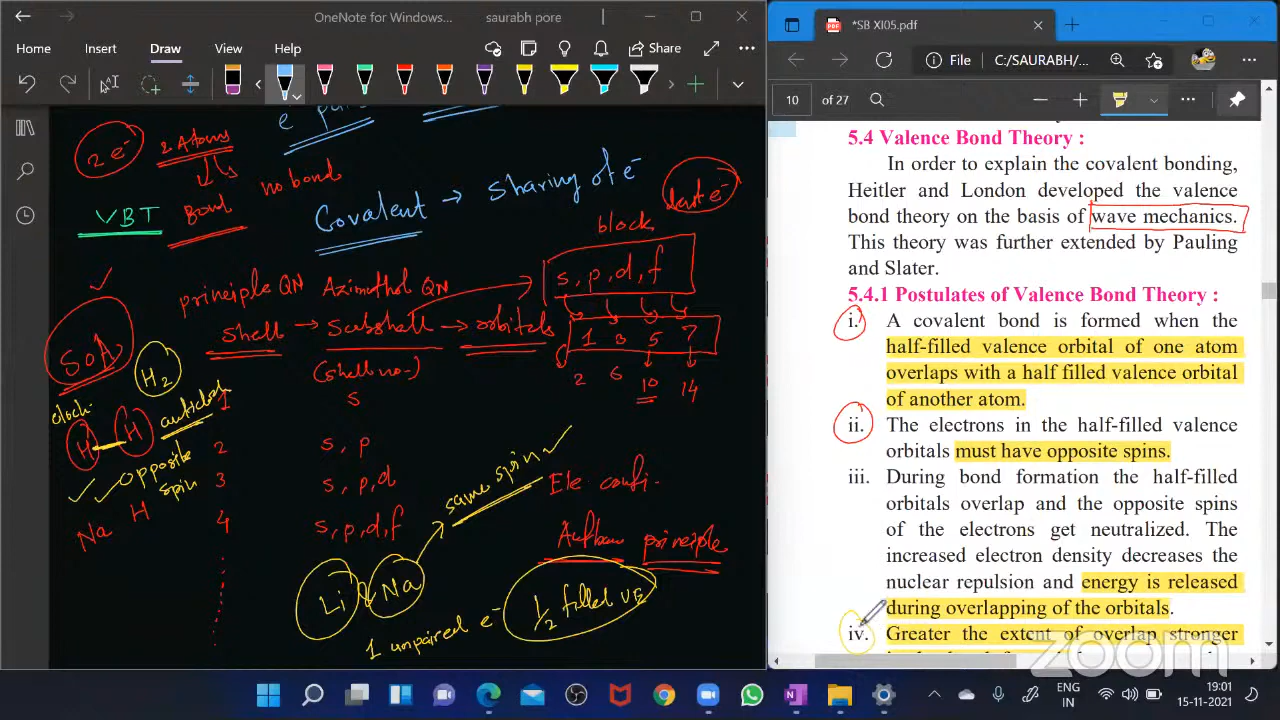 OneNote for Windows...
saurabh pore
Home
Insert
Draw
View
Help
Share
2 e-
2 Atoms
no bond
VBT
Bond
Covalent → sharing of e-
last e-
block
principle QN
Azimuthal QN
s, p, d, f
Shell → Subshell → orbitals
1 3 5 7
(shell no.)
2 6 10 14
SOA
H2
clock-
anticlock
H H
opposite
spin
Na H
1 s
2 s, p
3 s, p, d
4 s, p, d, f
same spin
Ele. confi-
Aufbau principle
Li Na
1 unpaired e-
1/2 filled
*SB XI05.pdf
File
C:/SAURABH/...
10 of 27
5.4 Valence Bond Theory :
In order to explain the covalent bonding,
Heitler and London developed the valence
bond theory on the basis of wave mechanics.
This theory was further extended by Pauling
and Slater.
5.4.1 Postulates of Valence Bond Theory :
i. A covalent bond is formed when the
half-filled valence orbital of one atom
overlaps with a half filled valence orbital
of another atom.
ii. The electrons in the half-filled valence
orbitals must have opposite spins.
iii. During bond formation the half-filled
orbitals overlap and the opposite spins
of the electrons get neutralized. The
increased electron density decreases the
nuclear repulsion and energy is released
during overlapping of the orbitals.
iv. Greater the extent of overlap stronger
zoom
ENG
IN
19:01
15-11-2021